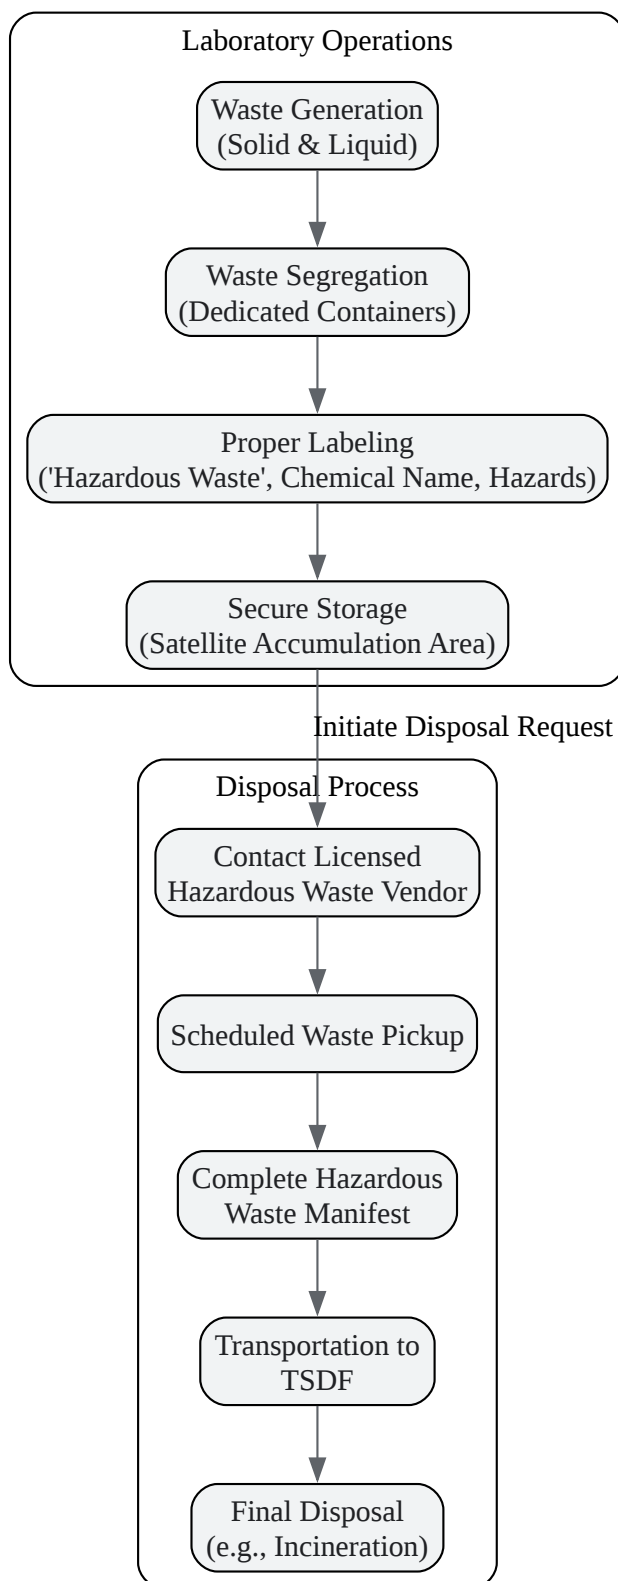 Laboratory Operations
Waste Generation
(Solid & Liquid)
Waste Segregation
(Dedicated Containers)
Proper Labeling
('Hazardous Waste', Chemical Name, Hazards)
Secure Storage
(Satellite Accumulation Area)
Initiate Disposal Request
Disposal Process
Contact Licensed
Hazardous Waste Vendor
Scheduled Waste Pickup
Complete Hazardous
Waste Manifest
Transportation to
TSDF
Final Disposal
(e.g., Incineration)